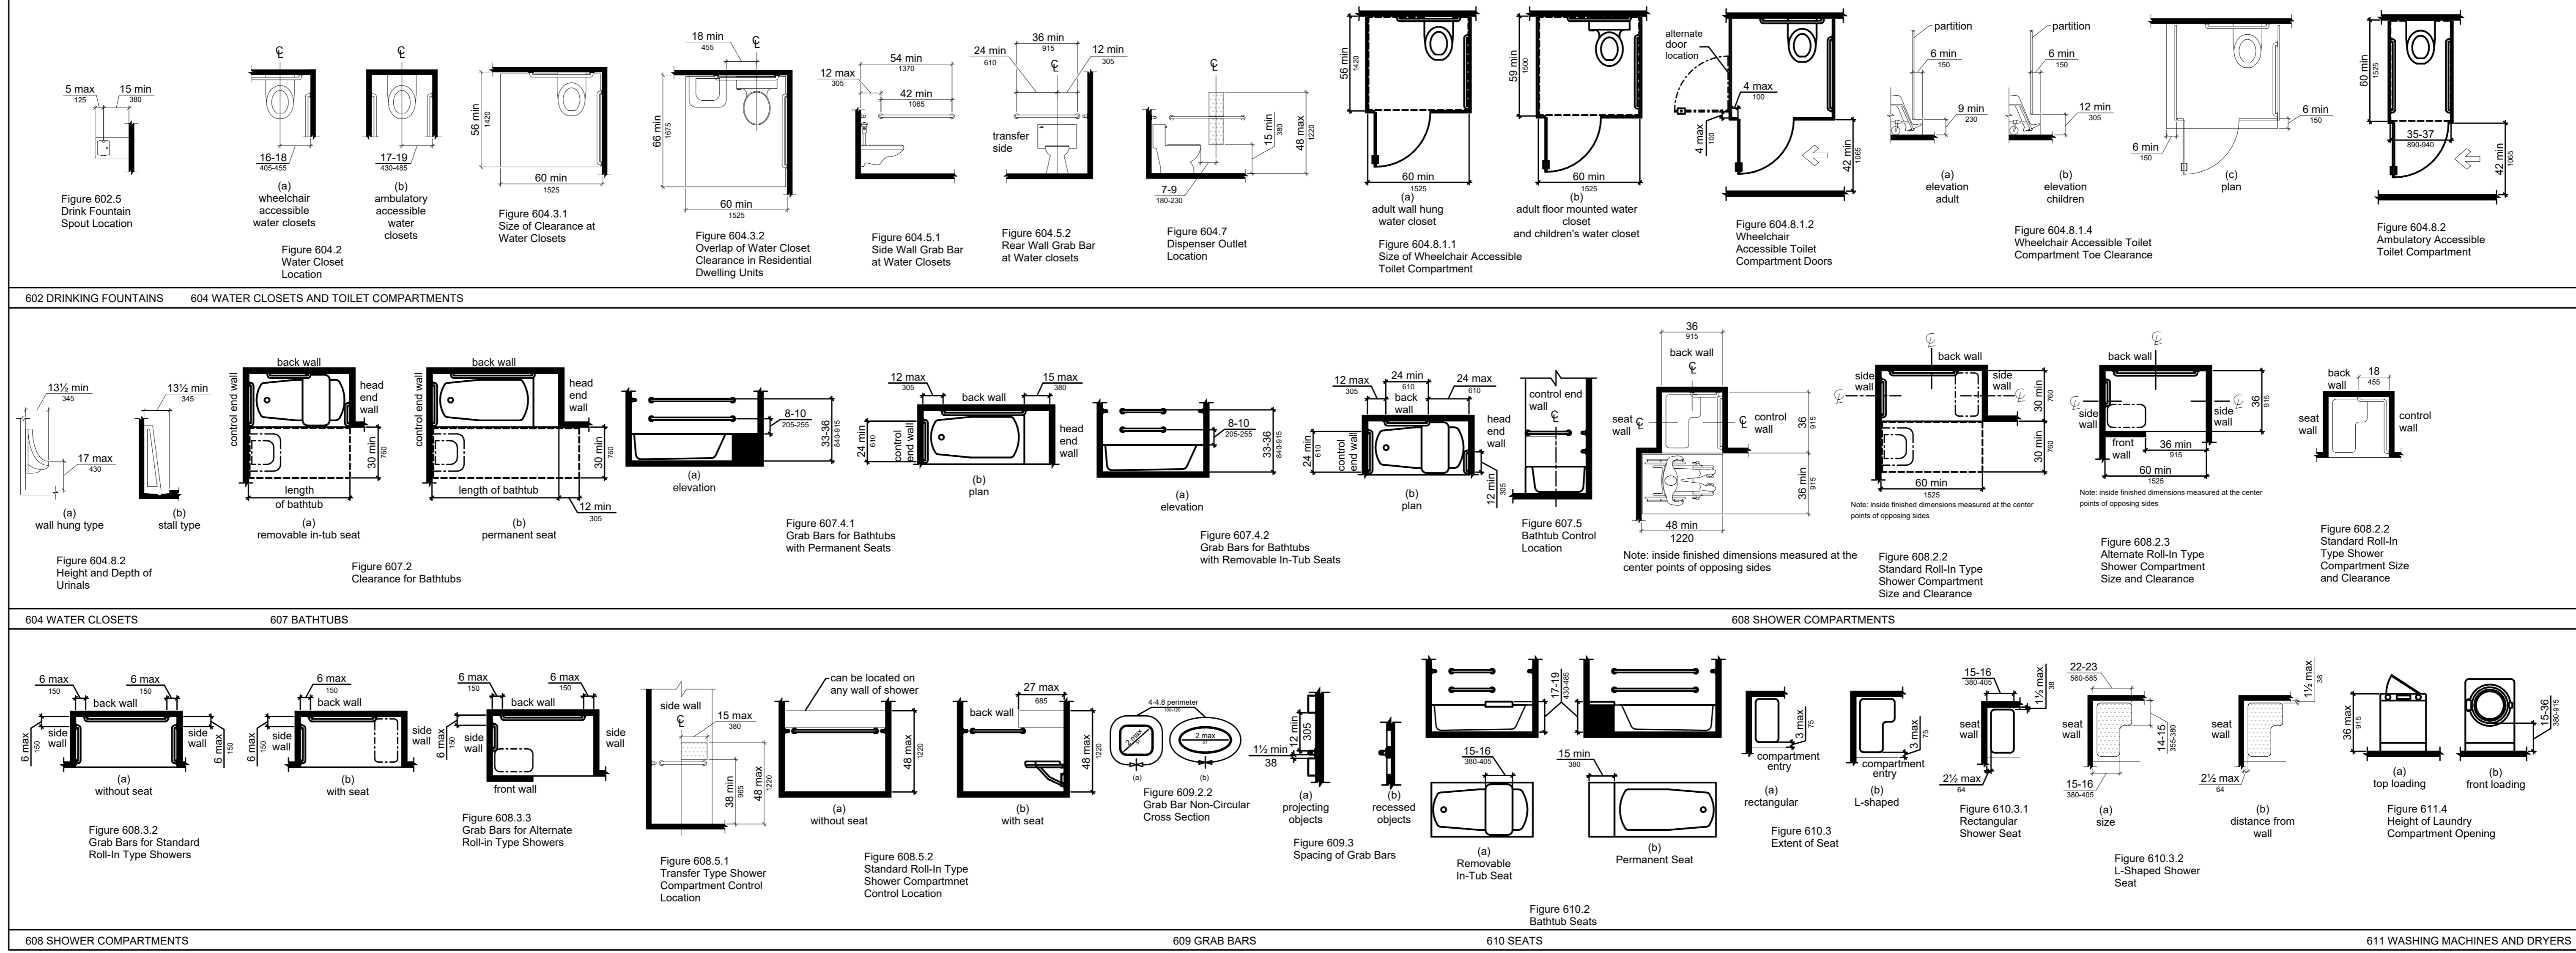 5 max
125
15 min
380
Figure 602.5
Drink Fountain
Spout Location
16-18
405-455
(a)
wheelchair
accessible
water closets
17-19
430-485
(b)
ambulatory
accessible
water
closets
Figure 604.2
Water Closet
Location
56 min
1420
60 min
1525
Figure 604.3.1
Size of Clearance at
Water Closets
18 min
455
66 min
1675
60 min
1525
Figure 604.3.2
Overlap of Water Closet
Clearance in Residential
Dwelling Units
54 min
1370
12 max
305
42 min
1065
Figure 604.5.1
Side Wall Grab Bar
at Water Closets
36 min
915
24 min
610
12 min
305
transfer
side
Figure 604.5.2
Rear Wall Grab Bar
at Water closets
15 min
380
48 max
1220
7-9
180-230
Figure 604.7
Dispenser Outlet
Location
56 min
1420
60 min
1525
(a)
adult wall hung
water closet
59 min
1500
60 min
1525
(b)
adult floor mounted water
closet
and children's water closet
Figure 604.8.1.1
Size of Wheelchair Accessible
Toilet Compartment
alternate
door
location
4 max
100
4 max
100
42 min
1065
Figure 604.8.1.2
Wheelchair
Accessible Toilet
Compartment Doors
partition
6 min
150
9 min
230
(a)
elevation
adult
partition
6 min
150
12 min
305
(b)
elevation
children
6 min
150
6 min
150
(c)
plan
Figure 604.8.1.4
Wheelchair Accessible Toilet
Compartment Toe Clearance
60 min
1525
35-37
890-940
42 min
1065
Figure 604.8.2
Ambulatory Accessible
Toilet Compartment
602 DRINKING FOUNTAINS
604 WATER CLOSETS AND TOILET COMPARTMENTS
13½ min
345
17 max
430
(a)
wall hung type
13½ min
345
(b)
stall type
Figure 604.8.2
Height and Depth of
Urinals
back wall
control end wall
head
end
wall
30 min
760
length
of bathtub
(a)
removable in-tub seat
back wall
control end wall
head
end
wall
30 min
760
length of bathtub
12 min
305
(b)
permanent seat
Figure 607.2
Clearance for Bathtubs
8-10
205-255
33-36
840-915
(a)
elevation
12 max
305
15 max
380
back wall
24 min
610
control
end wall
head
end
wall
(b)
plan
Figure 607.4.1
Grab Bars for Bathtubs
with Permanent Seats
8-10
205-255
33-36
840-915
(a)
elevation
12 max
305
24 min
610
24 max
610
back
wall
24 min
610
control
end wall
head
end
wall
12 min
305
(b)
plan
Figure 607.4.2
Grab Bars for Bathtubs
with Removable In-Tub Seats
control end
wall
Figure 607.5
Bathtub Control
Location
36
915
back wall
seat
wall
control
wall
36
915
36 min
915
48 min
1220
Note: inside finished dimensions measured at the
center points of opposing sides
back wall
side
wall
side
wall
30 min
760
30 min
760
60 min
1525
Note: inside finished dimensions measured at the center
points of opposing sides
Figure 608.2.2
Standard Roll-In Type
Shower Compartment
Size and Clearance
back wall
side
wall
side
wall
36
915
front
wall
36 min
915
60 min
1525
Note: inside finished dimensions measured at the center
points of opposing sides
Figure 608.2.3
Alternate Roll-In Type
Shower Compartment
Size and Clearance
back
wall
18
455
seat
wall
control
wall
Figure 608.2.2
Standard Roll-In
Type Shower
Compartment Size
and Clearance
604 WATER CLOSETS
607 BATHTUBS
608 SHOWER COMPARTMENTS
6 max
150
6 max
150
back wall
6 max
150
side
wall
side
wall
6 max
150
(a)
without seat
6 max
150
back wall
6 max
150
side
wall
side
wall
(b)
with seat
Figure 608.3.2
Grab Bars for Standard
Roll-In Type Showers
6 max
150
6 max
150
back wall
6 max
150
side
wall
side
wall
front wall
Figure 608.3.3
Grab Bars for Alternate
Roll-in Type Showers
side wall
15 max
380
38 min
965
48 max
1220
Figure 608.5.1
Transfer Type Shower
Compartment Control
Location
can be located on
any wall of shower
48 max
1220
(a)
without seat
27 max
685
back wall
48 max
1220
(b)
with seat
Figure 608.5.2
Standard Roll-In Type
Shower Compartmnet
Control Location
4-4.8 perimeter
100-120
2 max
51
(a)
2 max
51
(b)
Figure 609.2.2
Grab Bar Non-Circular
Cross Section
12 min
305
1½ min
38
(a)
projecting
objects
(b)
recessed
objects
Figure 609.3
Spacing of Grab Bars
17-19
430-485
15-16
380-405
(a)
Removable
In-Tub Seat
15 min
380
(b)
Permanent Seat
Figure 610.2
Bathtub Seats
3 max
75
compartment
entry
(a)
rectangular
3 max
75
compartment
entry
(b)
L-shaped
Figure 610.3
Extent of Seat
15-16
380-405
1½ max
38
seat
wall
2½ max
64
Figure 610.3.1
Rectangular
Shower Seat
22-23
560-585
seat
wall
14-15
355-380
15-16
380-405
(a)
size
1½ max
38
seat
wall
2½ max
64
(b)
distance from
wall
Figure 610.3.2
L-Shaped Shower
Seat
36 max
915
(a)
top loading
15-36
380-915
(b)
front loading
Figure 611.4
Height of Laundry
Compartment Opening
608 SHOWER COMPARTMENTS
609 GRAB BARS
610 SEATS
611 WASHING MACHINES AND DRYERS